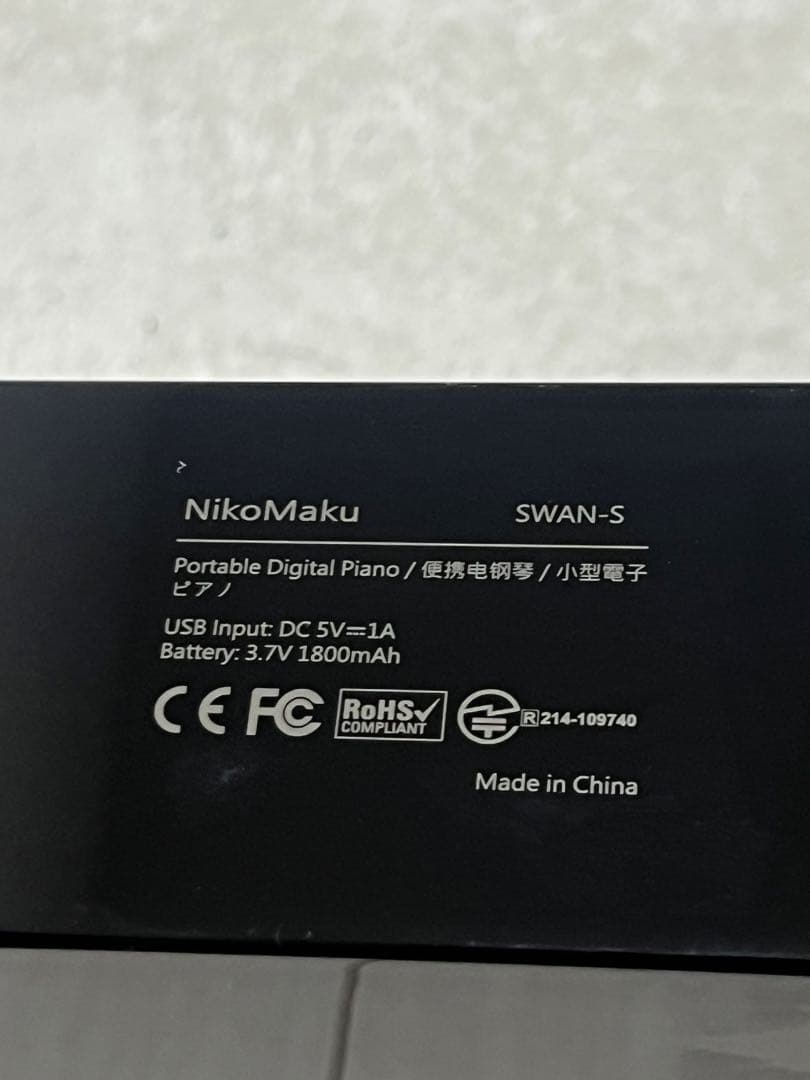 NikoMaku SWAN-S
Portable Digital Piano / 便携电钢琴 / 小型電子
ピアノ
USB Input: DC 5V⎓1A
Battery: 3.7V 1800mAh
CE FC RoHS✓ COMPLIANT R 214-109740
Made in China